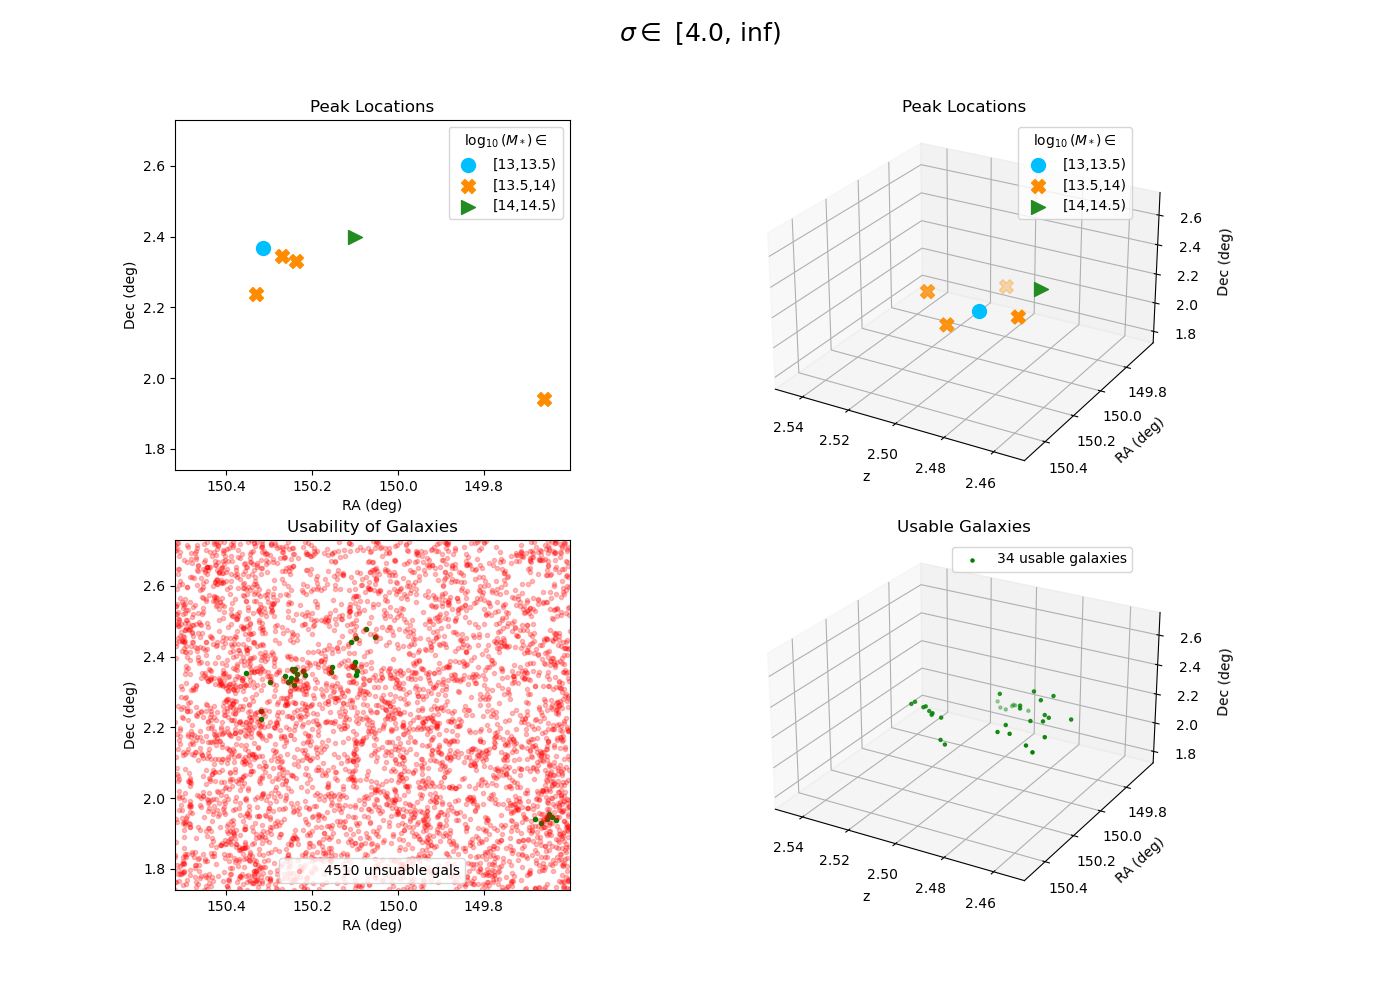 σ ∈ [4.0, inf)
Peak Locations
log₁₀(M*) ∈
[13,13.5)
[13.5,14)
[14,14.5)
2.6
2.4
2.2
2.0
1.8
Dec (deg)
150.4 150.2 150.0 149.8
RA (deg)
Peak Locations
log₁₀(M*) ∈
[13,13.5)
[13.5,14)
[14,14.5)
2.6
2.4
2.2
2.0
1.8
Dec (deg)
149.8
150.0
150.2
150.4
RA (deg)
2.54
2.52
2.50
2.48
2.46
z
Usability of Galaxies
2.6
2.4
2.2
2.0
1.8
Dec (deg)
4510 unsuable gals
150.4 150.2 150.0 149.8
RA (deg)
Usable Galaxies
34 usable galaxies
2.6
2.4
2.2
2.0
1.8
Dec (deg)
149.8
150.0
150.2
150.4
RA (deg)
2.54
2.52
2.50
2.48
2.46
z